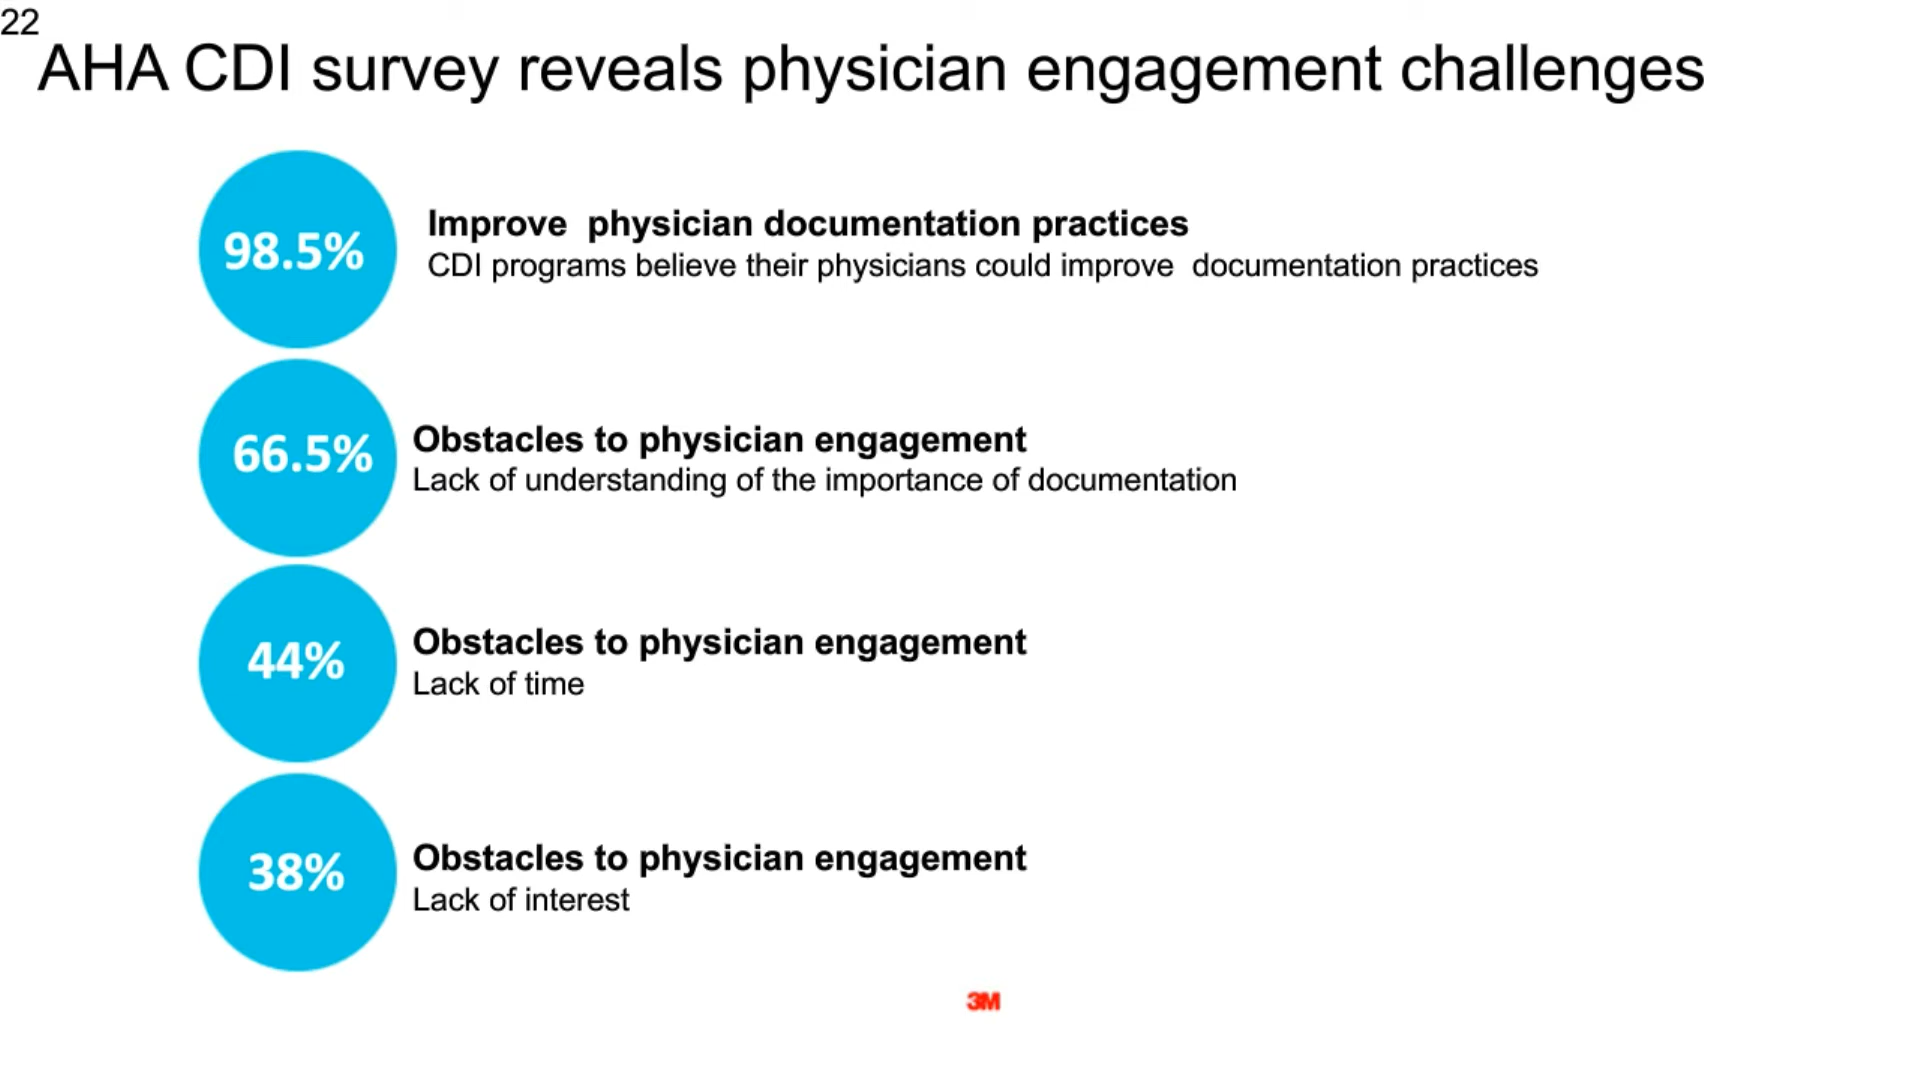 22
AHA CDI survey reveals physician engagement challenges
98.5%
Improve  physician documentation practices
CDI programs believe their physicians could improve  documentation practices
66.5%
Obstacles to physician engagement
Lack of understanding of the importance of documentation
44%
Obstacles to physician engagement
Lack of time
38%
Obstacles to physician engagement
Lack of interest
3M